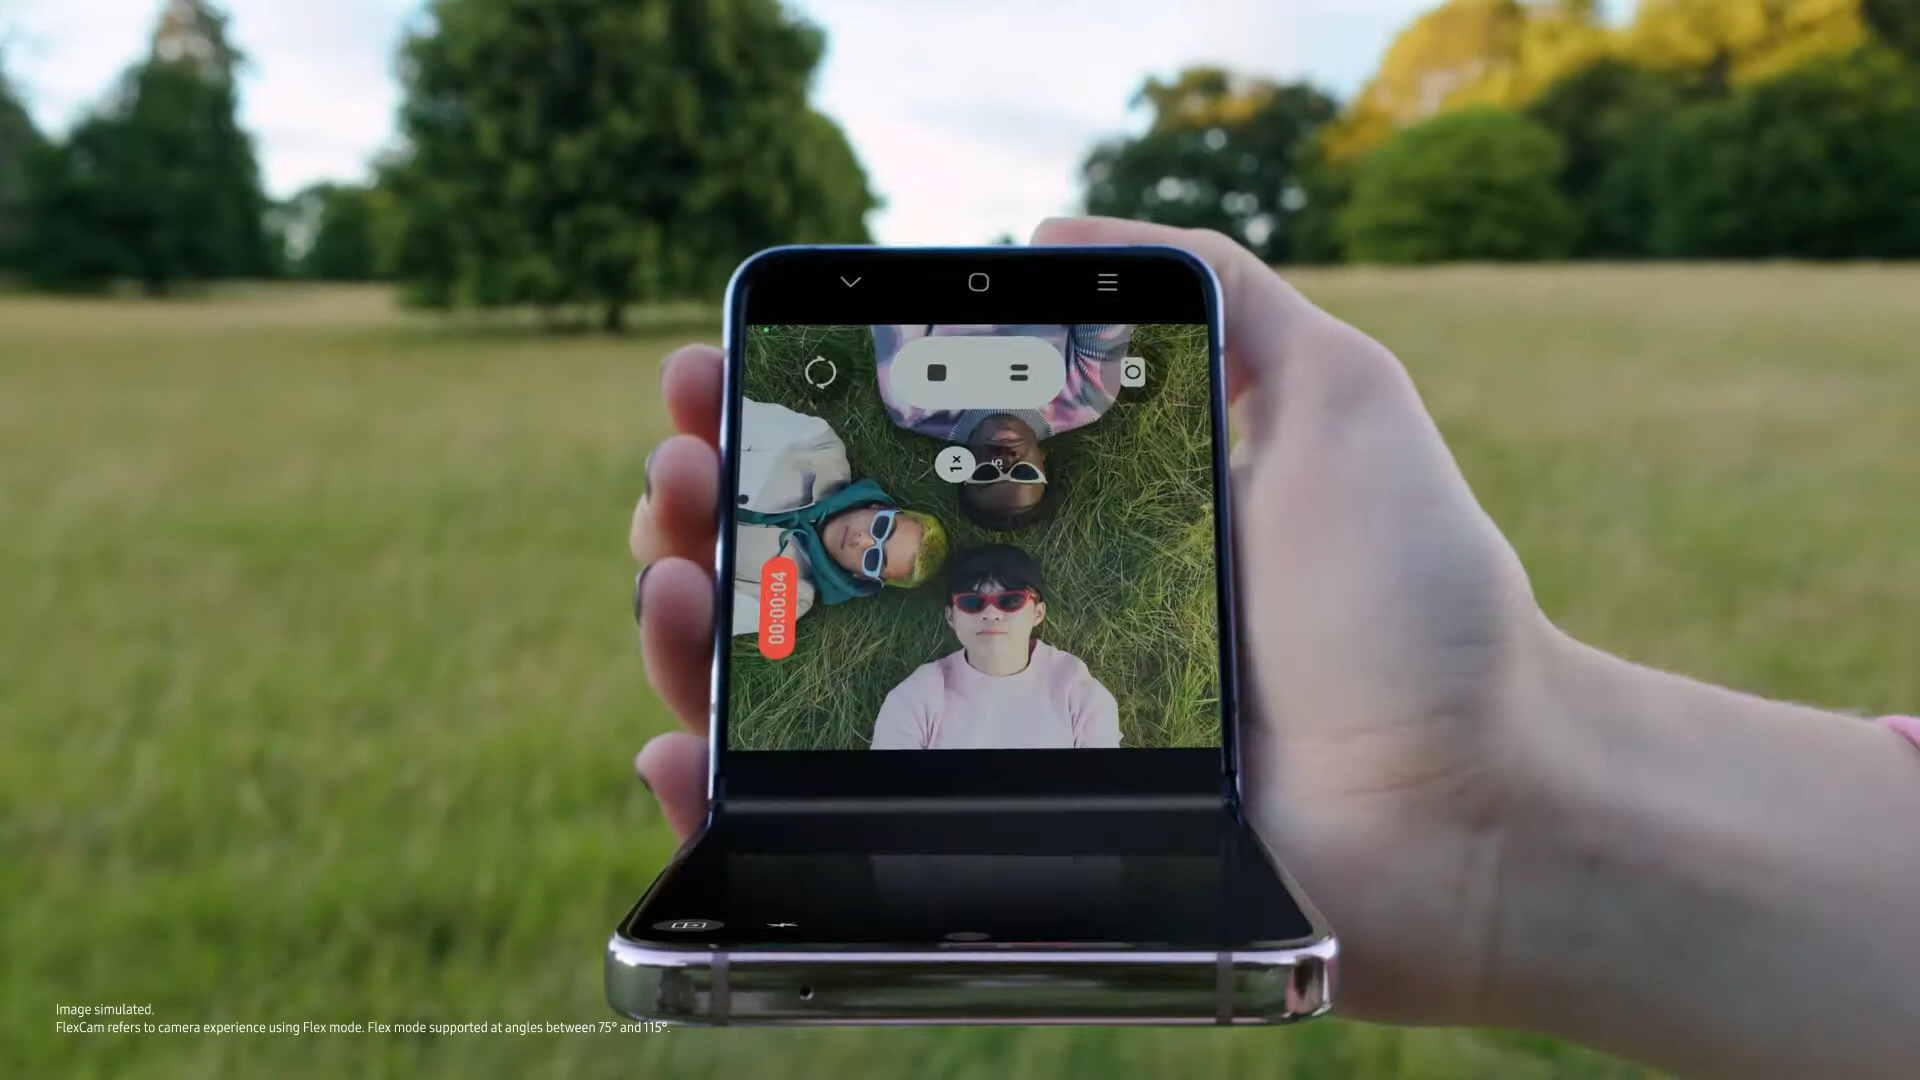 1×
.5
00:00:04
Image simulated.
FlexCam refers to camera experience using Flex mode. Flex mode supported at angles between 75° and 115°.